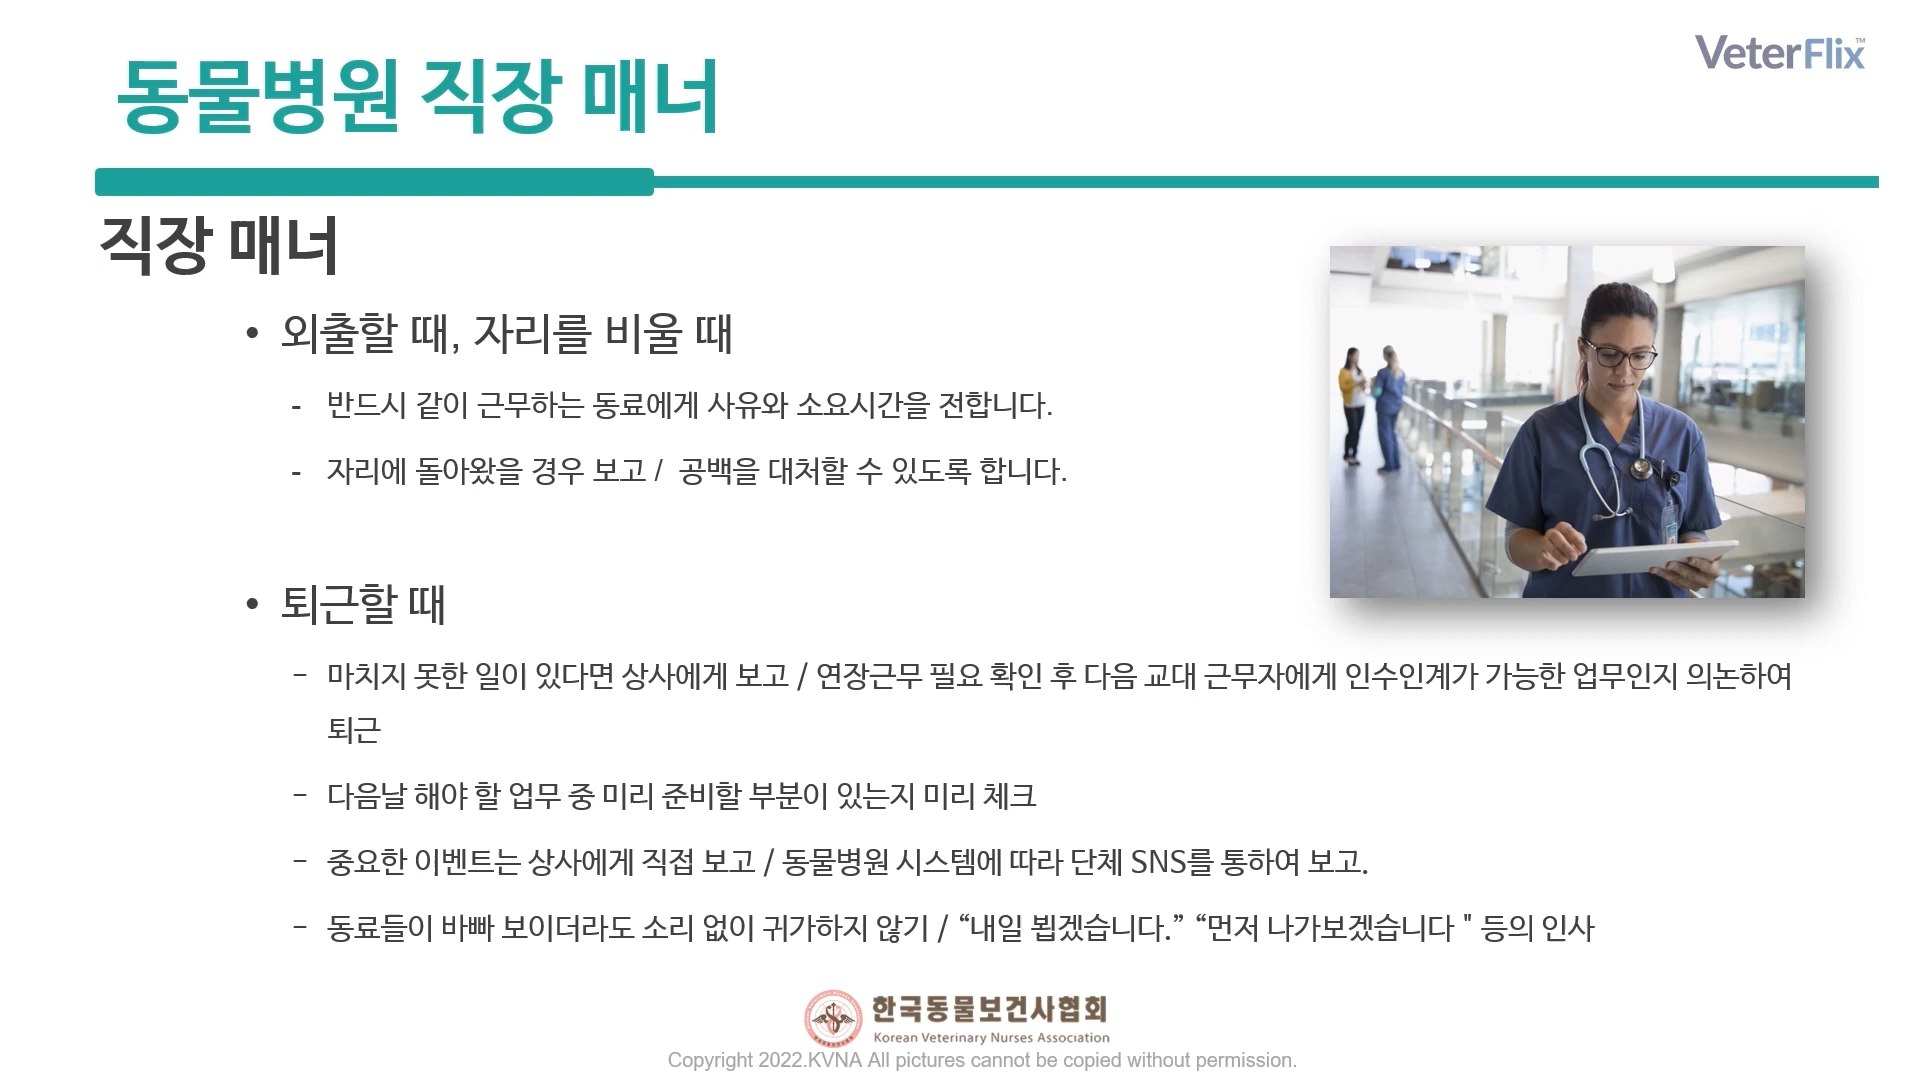 VeterFlix™
동물병원 직장 매너
직장 매너
• 외출할 때, 자리를 비울 때
- 반드시 같이 근무하는 동료에게 사유와 소요시간을 전합니다.
- 자리에 돌아왔을 경우 보고 / 공백을 대처할 수 있도록 합니다.
• 퇴근할 때
- 마치지 못한 일이 있다면 상사에게 보고 / 연장근무 필요 확인 후 다음 교대 근무자에게 인수인계가 가능한 업무인지 의논하여
퇴근
- 다음날 해야 할 업무 중 미리 준비할 부분이 있는지 미리 체크
- 중요한 이벤트는 상사에게 직접 보고 / 동물병원 시스템에 따라 단체 SNS를 통하여 보고.
- 동료들이 바빠 보이더라도 소리 없이 귀가하지 않기 / “내일 뵙겠습니다.” “먼저 나가보겠습니다 " 등의 인사
한국동물보건사협회
Korean Veterinary Nurses Association
Copyright 2022.KVNA All pictures cannot be copied without permission.